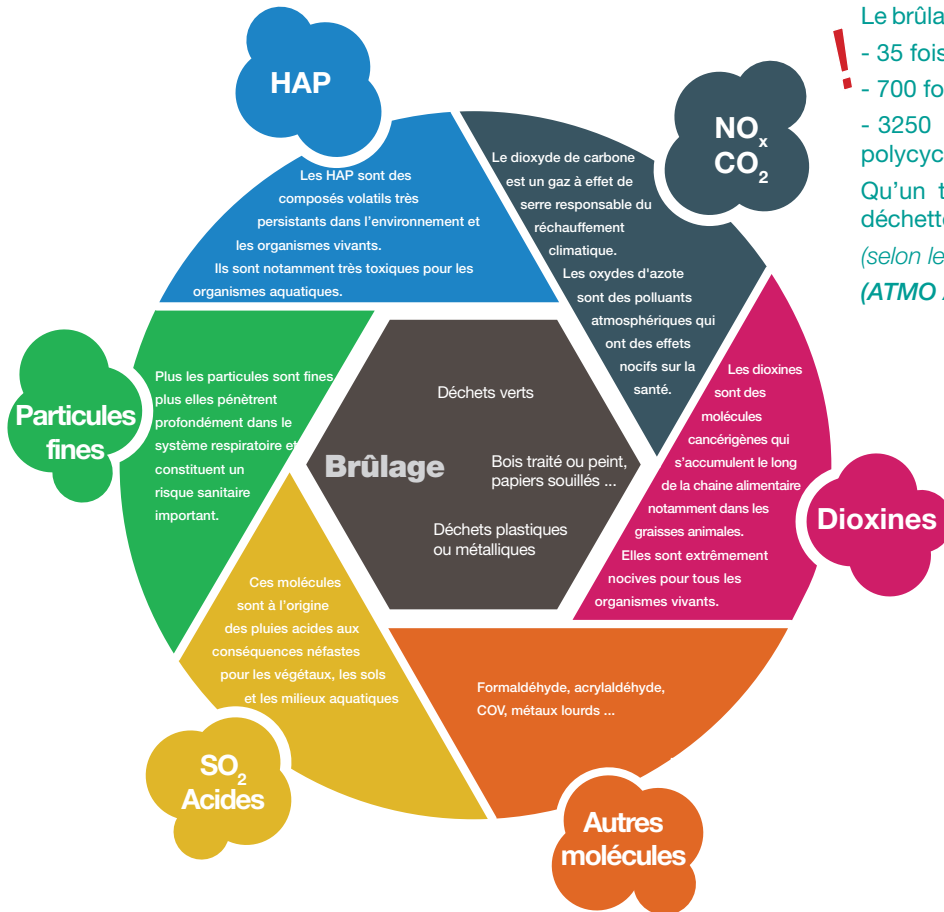 HAP
Les HAP sont des
composés volatils très
persistants dans l'environnement et
les organismes vivants.
Ils sont notamment très toxiques pour les
organismes aquatiques.
NOx
CO2
Le dioxyde de carbone
est un gaz à effet de
serre responsable du
réchauffement
climatique.
Les oxydes d'azote
sont des polluants
atmosphériques qui
ont des effets
nocifs sur la
santé.
!
Le brûla
- 35 fois
- 700 fo
- 3250
polycyc
Qu'un t
déchette
(selon le
(ATMO
Particules
fines
Plus les particules sont fines,
plus elles pénètrent
profondément dans le
système respiratoire et
constituent un
risque sanitaire
important.
Brûlage
Déchets verts
Bois traité ou peint,
papiers souillés ...
Déchets plastiques
ou métalliques
Dioxines
Les dioxines
sont des
molécules
cancérigènes qui
s'accumulent le long
de la chaine alimentaire
notamment dans les
graisses animales.
Elles sont extrêmement
nocives pour tous les
organismes vivants.
SO2
Acides
Ces molécules
sont à l'origine
des pluies acides aux
conséquences néfastes
pour les végétaux, les sols
et les milieux aquatiques
Autres
molécules
Formaldéhyde, acrylaldéhyde,
COV, métaux lourds ...